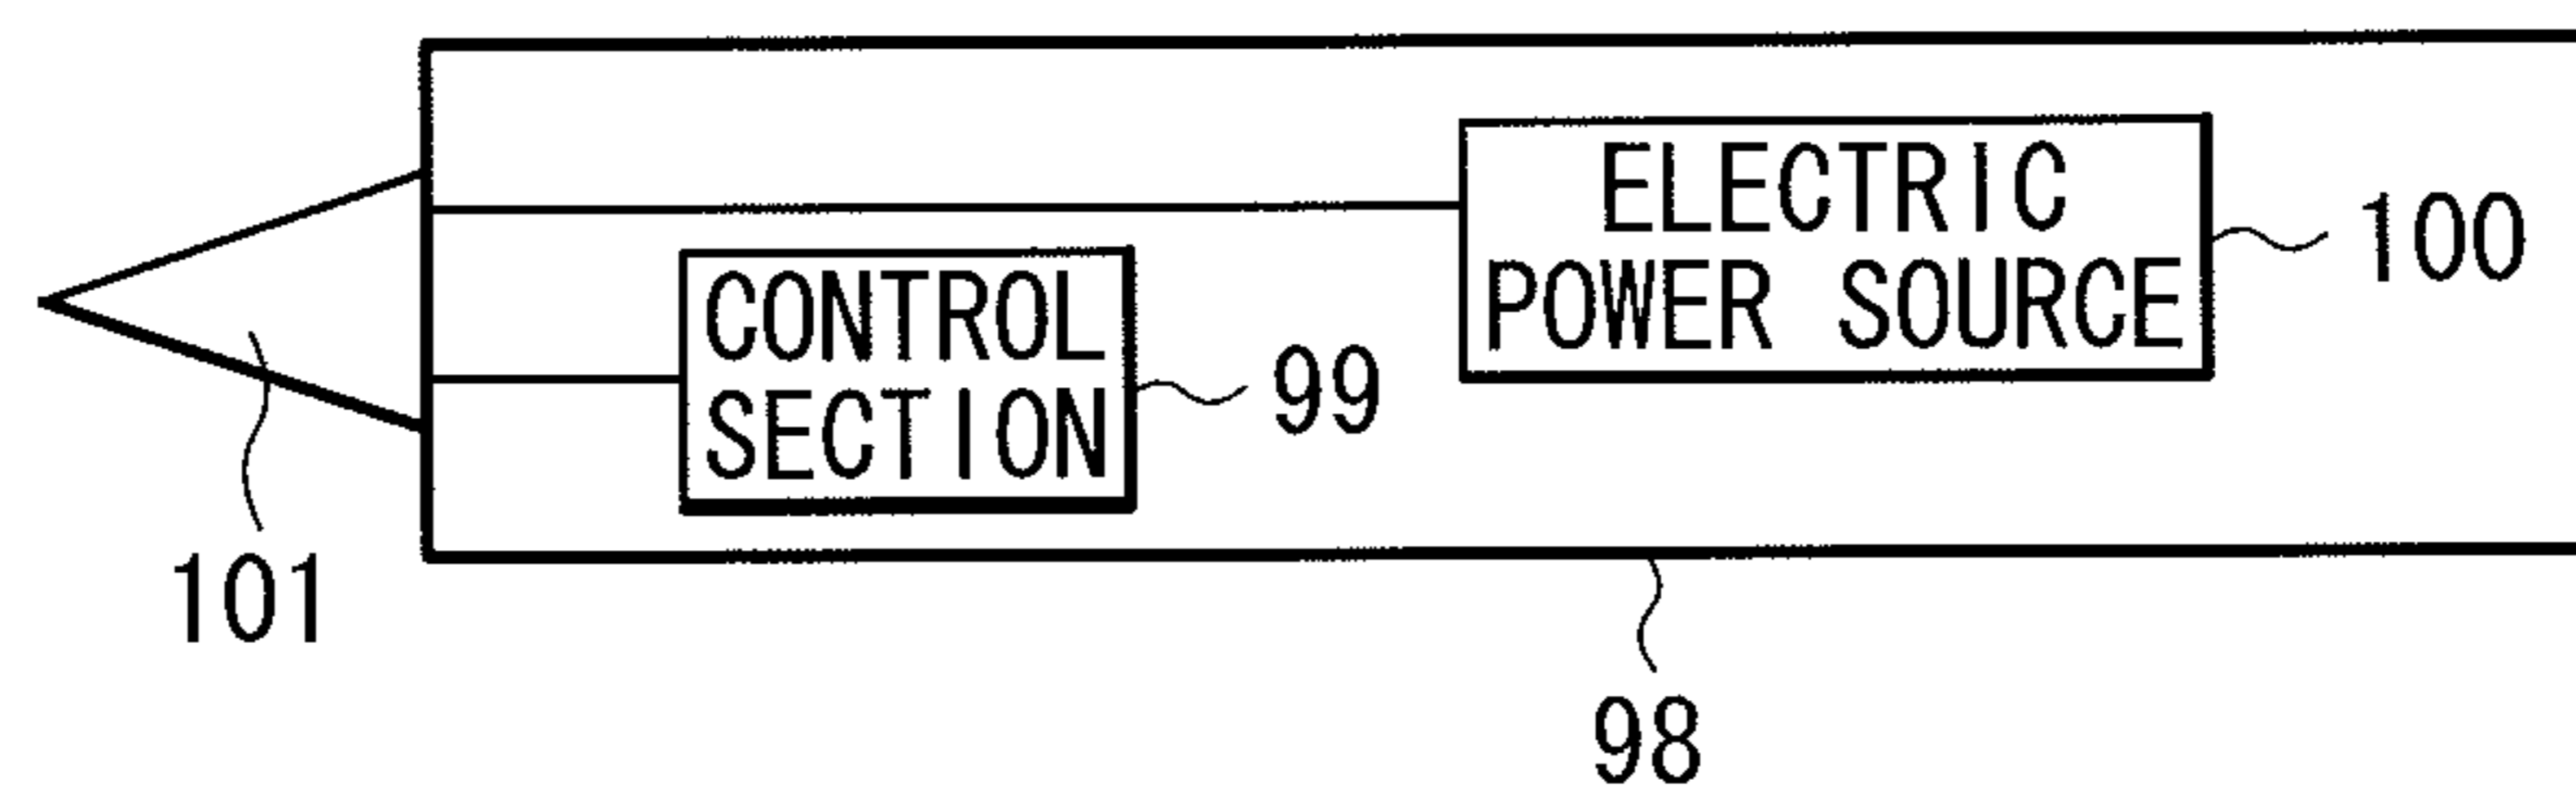 ELECTRIC
POWER SOURCE
100
CONTROL
SECTION
99
101
98